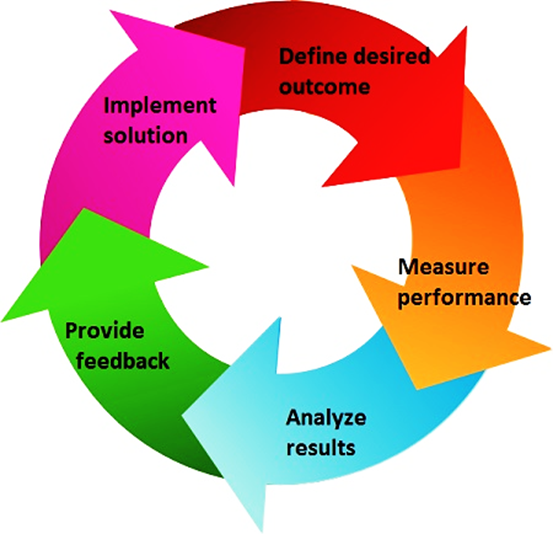 Define desired
outcome
Measure
performance
Analyze
results
Provide
feedback
Implement
solution